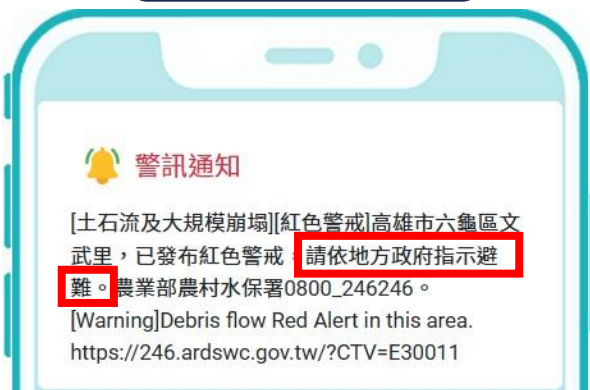 警訊通知
[土石流及大規模崩塌][紅色警戒]高雄市六龜區文
武里，已發布紅色警戒，請依地方政府指示避
難。農業部農村水保署0800_246246。
[Warning]Debris flow Red Alert in this area.
https://246.ardswc.gov.tw/?CTV=E30011